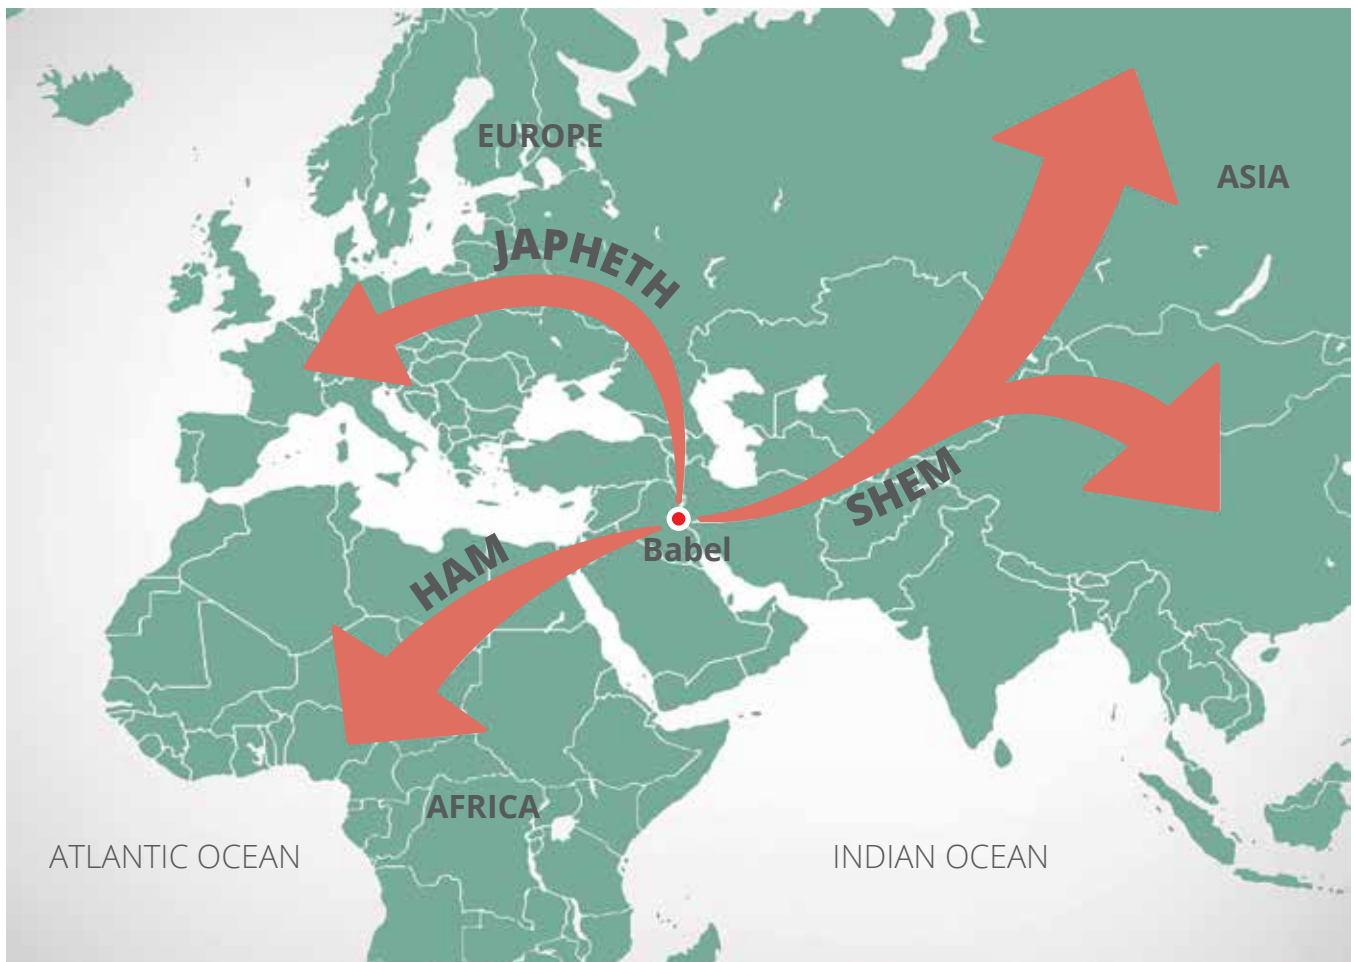 EUROPE
ASIA
JAPHETH
SHEM
HAM
Babel
AFRICA
ATLANTIC OCEAN
INDIAN OCEAN